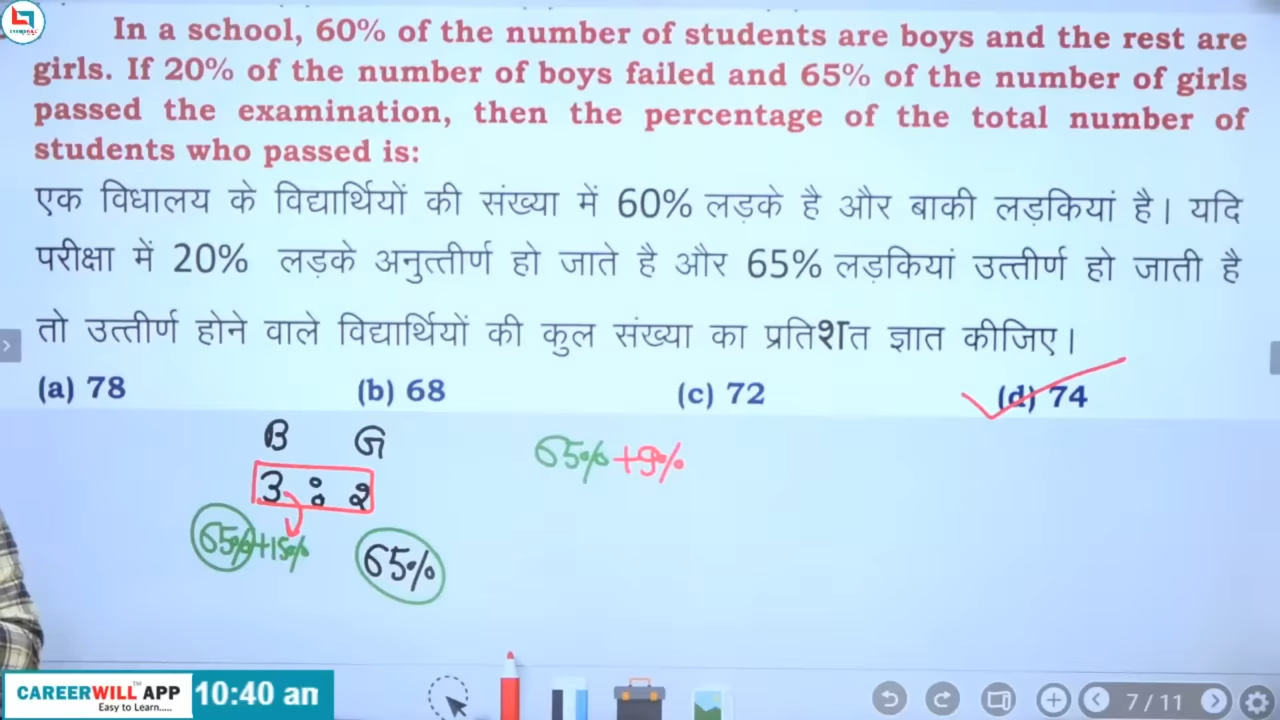 In a school, 60% of the number of students are boys and the rest are
girls. If 20% of the number of boys failed and 65% of the number of girls
passed the examination, then the percentage of the total number of
students who passed is:
एक विधालय के विद्यार्थियों की संख्या में 60% लड़के है और बाकी लड़कियां है। यदि
परीक्षा में 20% लड़के अनुत्तीर्ण हो जाते है और 65% लड़कियां उत्तीर्ण हो जाती है
तो उत्तीर्ण होने वाले विद्यार्थियों की कुल संख्या का प्रतिशत ज्ञात कीजिए।
(a) 78 (b) 68 (c) 72 (d) 74
B G
3 : 2
65%+15% 65%
65%+9%
CAREERWILL APP
Easy to Learn.....
10:40 an
7 / 11